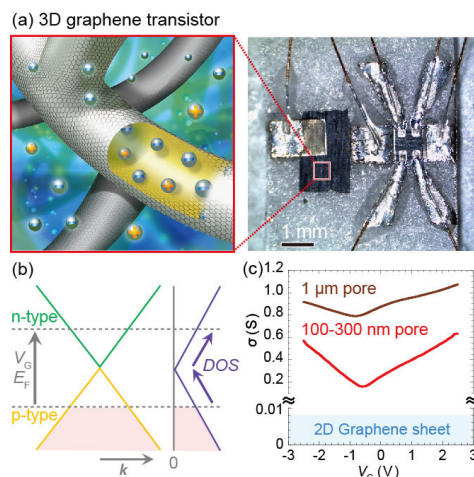 (a) 3D graphene transistor
1 mm
(b)
n-type
V_G
E_F
p-type
DOS
k
0
(c)
1 μm pore
100-300 nm pore
σ (S)
1.2
1.0
0.8
0.6
0.4
0.2
0.01
0
2D Graphene sheet
-3 -2 -1 0 1 2 3
V_G (V)